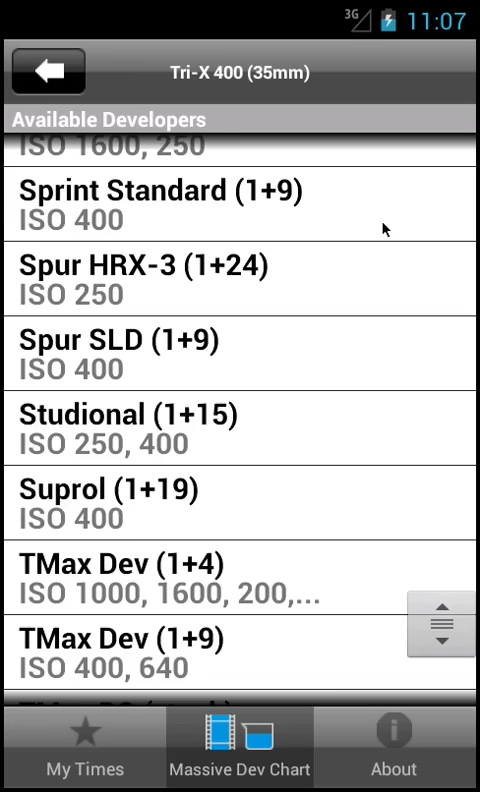 3G 11:07
Tri-X 400 (35mm)
Available Developers
ISO 1600, 250
Sprint Standard (1+9)
ISO 400
Spur HRX-3 (1+24)
ISO 250
Spur SLD (1+9)
ISO 400
Studional (1+15)
ISO 250, 400
Suprol (1+19)
ISO 400
TMax Dev (1+4)
ISO 1000, 1600, 200,...
TMax Dev (1+9)
ISO 400, 640
My Times
Massive Dev Chart
About